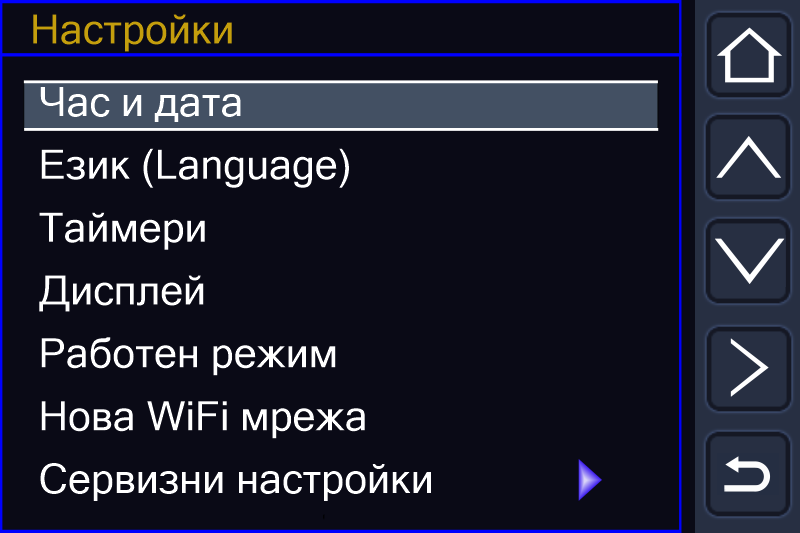 Настройки
Час и дата
Език (Language)
Таймери
Дисплей
Работен режим
Нова WiFi мрежа
Сервизни настройки